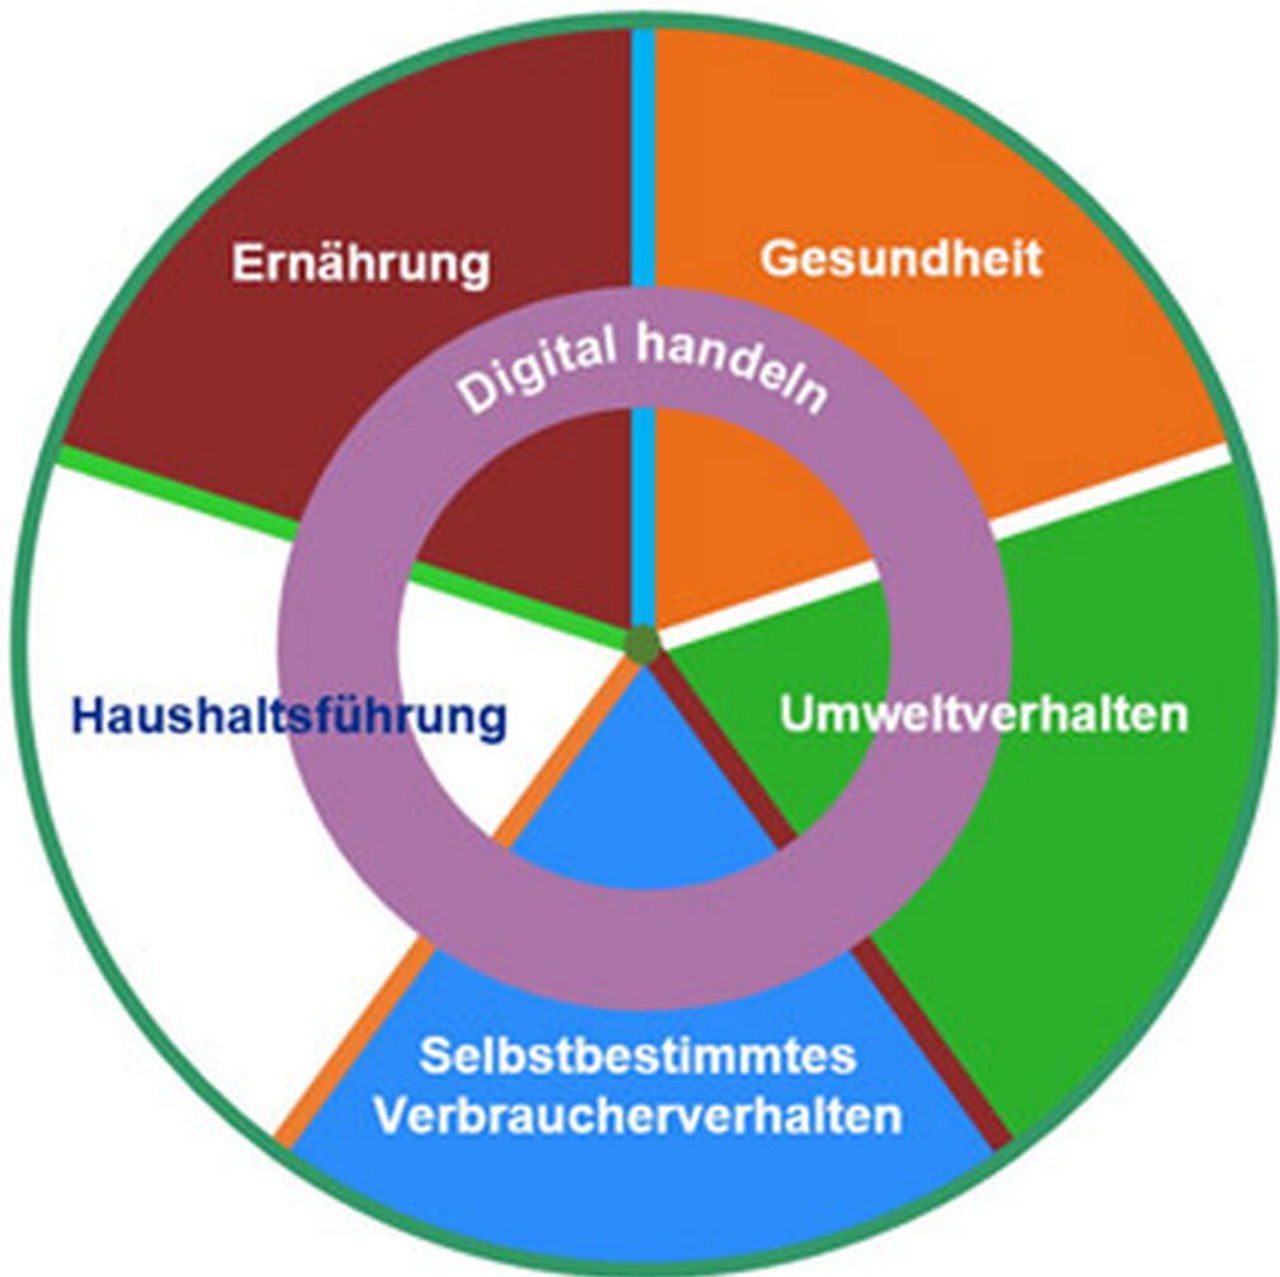 Ernährung
Gesundheit
Digital handeln
Haushaltsführung
Umweltverhalten
Selbstbestimmtes
Verbraucherverhalten